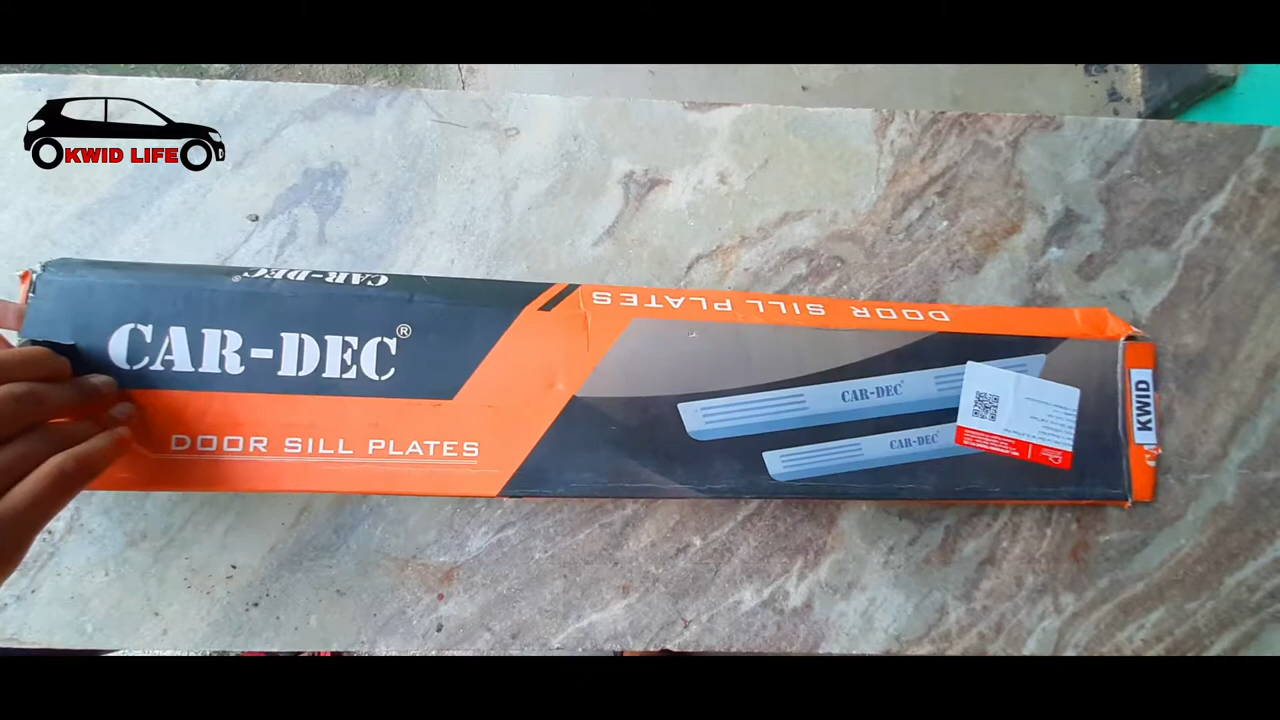 KWID LIFE
CAR-DEC®
CAR-DEC®
DOOR SILL PLATES
DOOR SILL PLATES
CAR-DEC®
CAR-DEC®
KWID